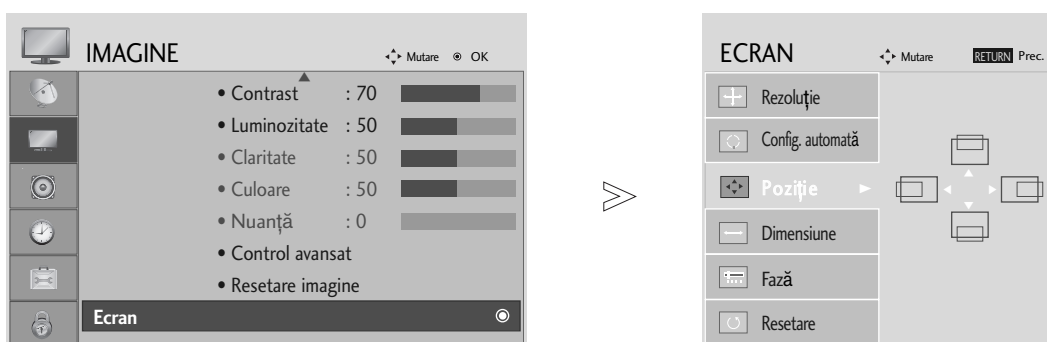 IMAGINE
Mutare OK
• Contrast : 70
• Luminozitate : 50
• Claritate : 50
• Culoare : 50
• Nuanță : 0
• Control avansat
• Resetare imagine
Ecran
ECRAN
Mutare RETURN Prec.
Rezoluție
Config. automată
Poziție
Dimensiune
Fază
Resetare